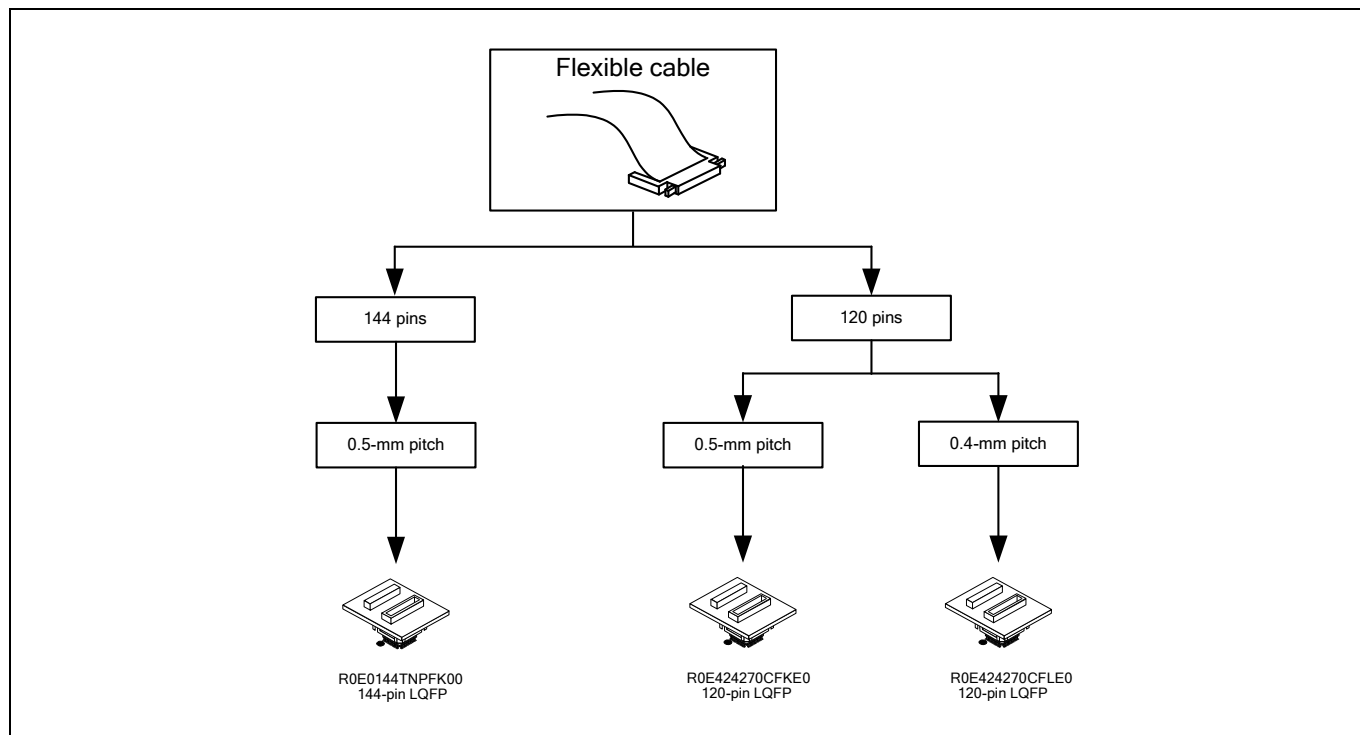 Flexible cable
144 pins
120 pins
0.5-mm pitch
0.5-mm pitch
0.4-mm pitch
R0E0144TNPFK00
144-pin LQFP
R0E424270CFKE0
120-pin LQFP
R0E424270CFLE0
120-pin LQFP